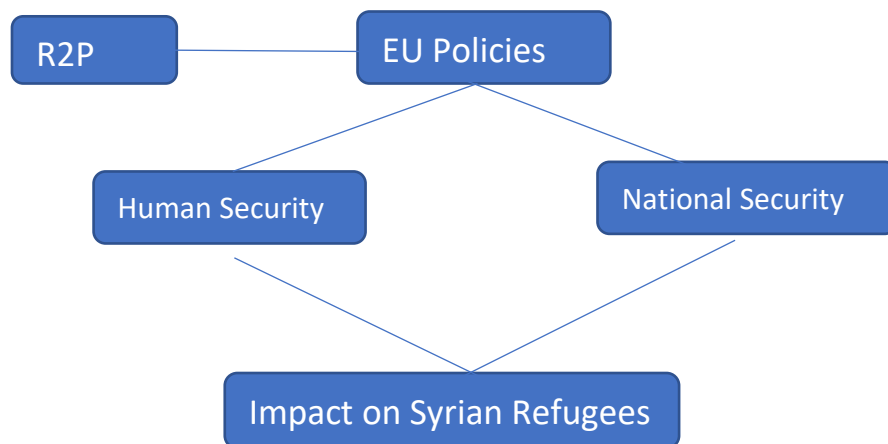 R2P
EU Policies
Human Security
National Security
Impact on Syrian Refugees